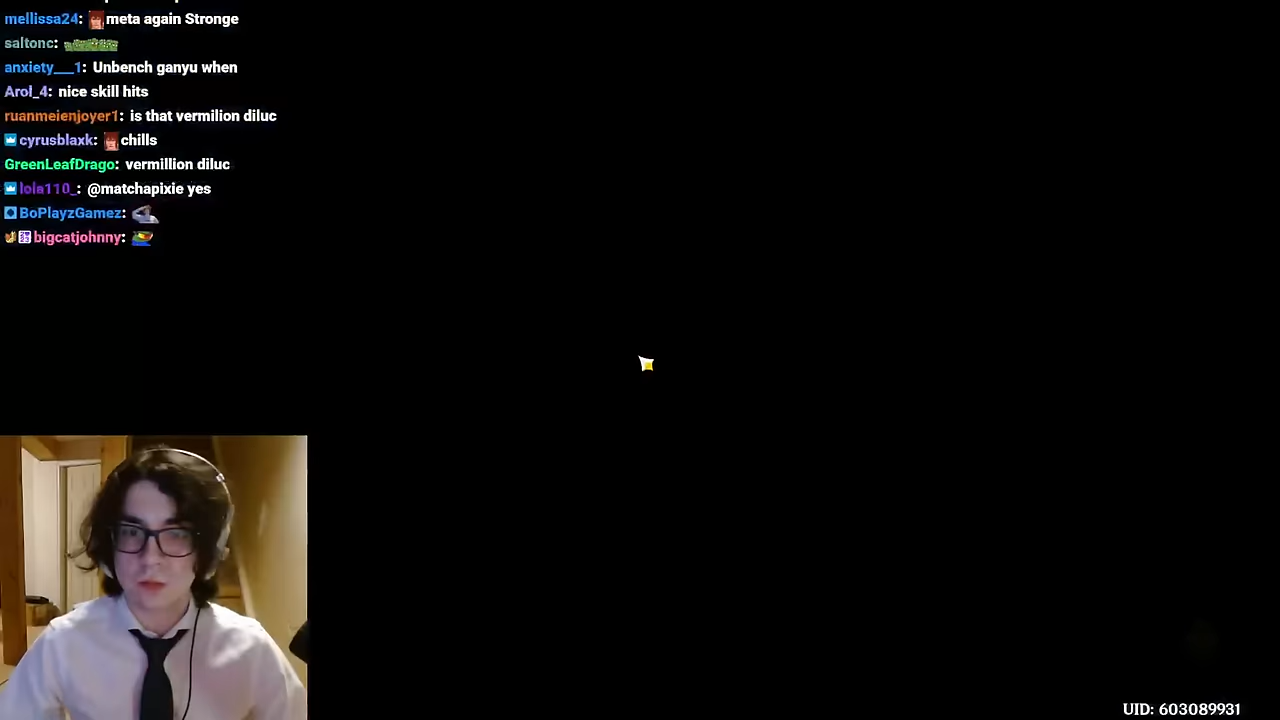 mellissa24: meta again Stronge
saltonc:
anxiety___1: Unbench ganyu when
Arol_4: nice skill hits
ruanmeienjoyer1: is that vermilion diluc
cyrusblaxk: chills
GreenLeafDrago: vermillion diluc
lola110_: @matchapixie yes
BoPlayzGamez:
bigcatjohnny:
UID: 603089931